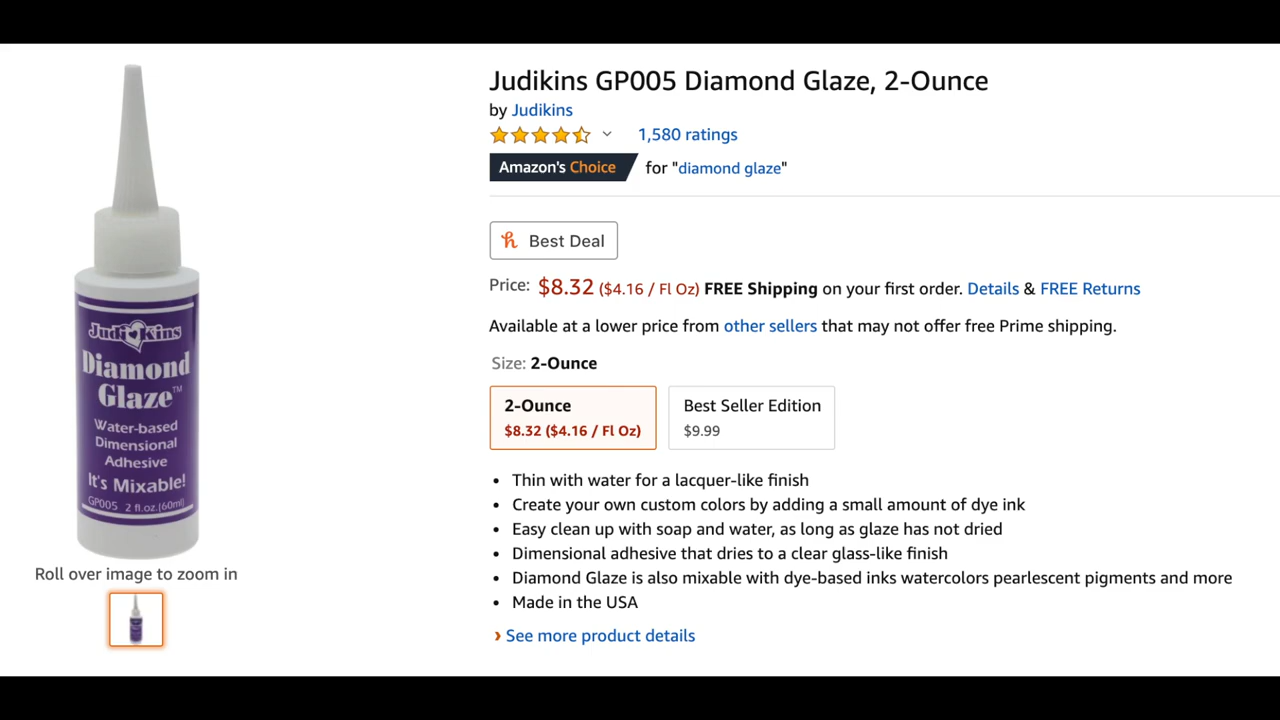 JudiKins
Diamond
Glaze™
Water-based
Dimensional
Adhesive
It's Mixable!
GP005 2 fl.oz.(60ml)
Roll over image to zoom in
Judikins GP005 Diamond Glaze, 2-Ounce
by Judikins
1,580 ratings
Amazon's Choice for "diamond glaze"
Best Deal
Price: $8.32 ($4.16 / Fl Oz) FREE Shipping on your first order. Details & FREE Returns
Available at a lower price from other sellers that may not offer free Prime shipping.
Size: 2-Ounce
2-Ounce
$8.32 ($4.16 / Fl Oz)
Best Seller Edition
$9.99
• Thin with water for a lacquer-like finish
• Create your own custom colors by adding a small amount of dye ink
• Easy clean up with soap and water, as long as glaze has not dried
• Dimensional adhesive that dries to a clear glass-like finish
• Diamond Glaze is also mixable with dye-based inks watercolors pearlescent pigments and more
• Made in the USA
› See more product details